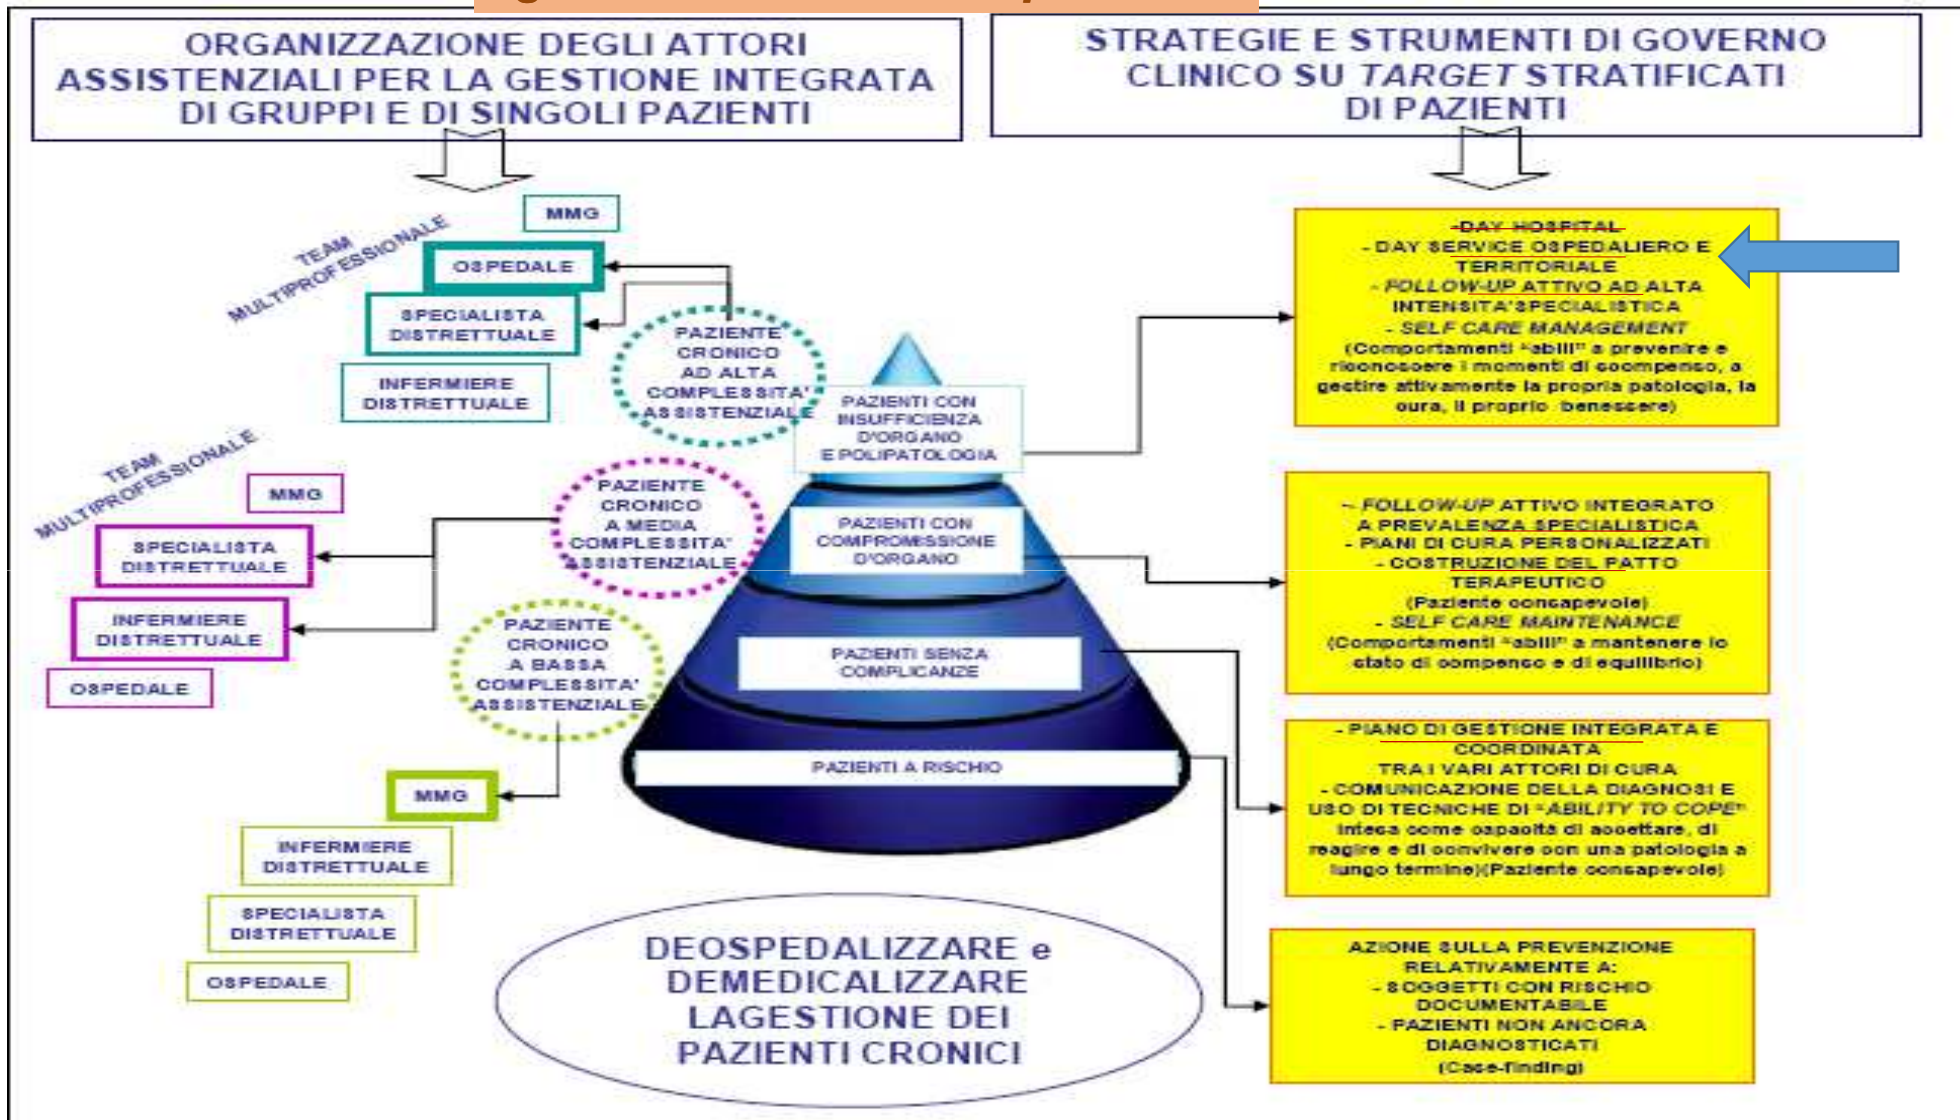 ORGANIZZAZIONE DEGLI ATTORI
ASSISTENZIALI PER LA GESTIONE INTEGRATA
DI GRUPPI E DI SINGOLI PAZIENTI
STRATEGIE E STRUMENTI DI GOVERNO
CLINICO SU TARGET STRATIFICATI
DI PAZIENTI
TEAM
MULTIPROFESSIONALE
MMG
OSPEDALE
SPECIALISTA
DISTRETTUALE
INFERMIERE
DISTRETTUALE
PAZIENTE
CRONICO
AD ALTA
COMPLESSITA'
ASSISTENZIALE
TEAM
MULTIPROFESSIONALE
MMG
SPECIALISTA
DISTRETTUALE
INFERMIERE
DISTRETTUALE
OSPEDALE
PAZIENTE
CRONICO
A MEDIA
COMPLESSITA'
ASSISTENZIALE
PAZIENTE
CRONICO
A BASSA
COMPLESSITA'
ASSISTENZIALE
MMG
INFERMIERE
DISTRETTUALE
SPECIALISTA
DISTRETTUALE
OSPEDALE
PAZIENTI CON
INSUFFICIENZA
D'ORGANO
E POLIPATOLOGIA
PAZIENTI CON
COMPROMISSIONE
D'ORGANO
PAZIENTI SENZA
COMPLICANZE
PAZIENTI A RISCHIO
DEOSPEDALIZZARE e
DEMEDICALIZZARE
LAGESTIONE DEI
PAZIENTI CRONICI
-DAY HOSPITAL
- DAY SERVICE OSPEDALIERO E
TERRITORIALE
- FOLLOW-UP ATTIVO AD ALTA
INTENSITA'SPECIALISTICA
- SELF CARE MANAGEMENT
(Comportamenti "abili" a prevenire e
riconoscere i momenti di scompenso, a
gestire attivamente la propria patologia, la
cura, il proprio benessere)
- FOLLOW-UP ATTIVO INTEGRATO
A PREVALENZA SPECIALISTICA
- PIANI DI CURA PERSONALIZZATI
- COSTRUZIONE DEL PATTO
TERAPEUTICO
(Paziente consapevole)
- SELF CARE MAINTENANCE
(Comportamenti "abili" a mantenere lo
stato di compenso e di equilibrio)
- PIANO DI GESTIONE INTEGRATA E
COORDINATA
TRA I VARI ATTORI DI CURA
- COMUNICAZIONE DELLA DIAGNOSI E
USO DI TECNICHE DI "ABILITY TO COPE"
intesa come capacità di accettare, di
reagire e di convivere con una patologia a
lungo termine)(Paziente consapevole)
AZIONE SULLA PREVENZIONE
RELATIVAMENTE A:
- SOGGETTI CON RISCHIO
DOCUMENTABILE
- PAZIENTI NON ANCORA
DIAGNOSTICATI
(Case-finding)